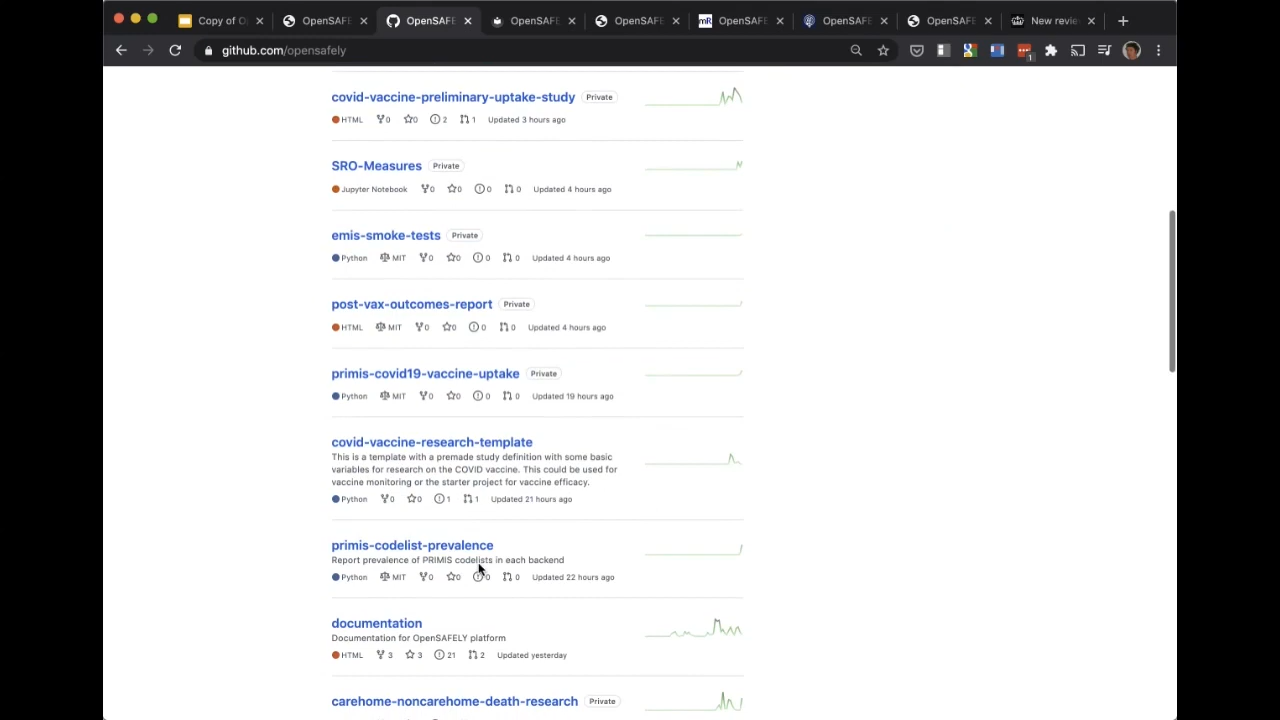 Copy of O
OpenSAFE
OpenSAFE
OpenSAFE
OpenSAFE
mR
OpenSAFE
OpenSAFE
OpenSAFE
New revie
github.com/opensafely
1
covid-vaccine-preliminary-uptake-study Private
HTML 0 0 2 1 Updated 3 hours ago
SRO-Measures Private
Jupyter Notebook 0 0 0 0 Updated 4 hours ago
emis-smoke-tests Private
Python MIT 0 0 0 0 Updated 4 hours ago
post-vax-outcomes-report Private
HTML MIT 0 0 0 0 Updated 4 hours ago
primis-covid19-vaccine-uptake Private
Python MIT 0 0 0 0 Updated 19 hours ago
covid-vaccine-research-template
This is a template with a premade study definition with some basic
variables for research on the COVID vaccine. This could be used for
vaccine monitoring or the starter project for vaccine efficacy.
Python 0 0 1 1 Updated 21 hours ago
primis-codelist-prevalence
Report prevalence of PRIMIS codelists in each backend
Python MIT 0 0 0 0 Updated 22 hours ago
documentation
Documentation for OpenSAFELY platform
HTML 3 3 21 2 Updated yesterday
carehome-noncarehome-death-research Private